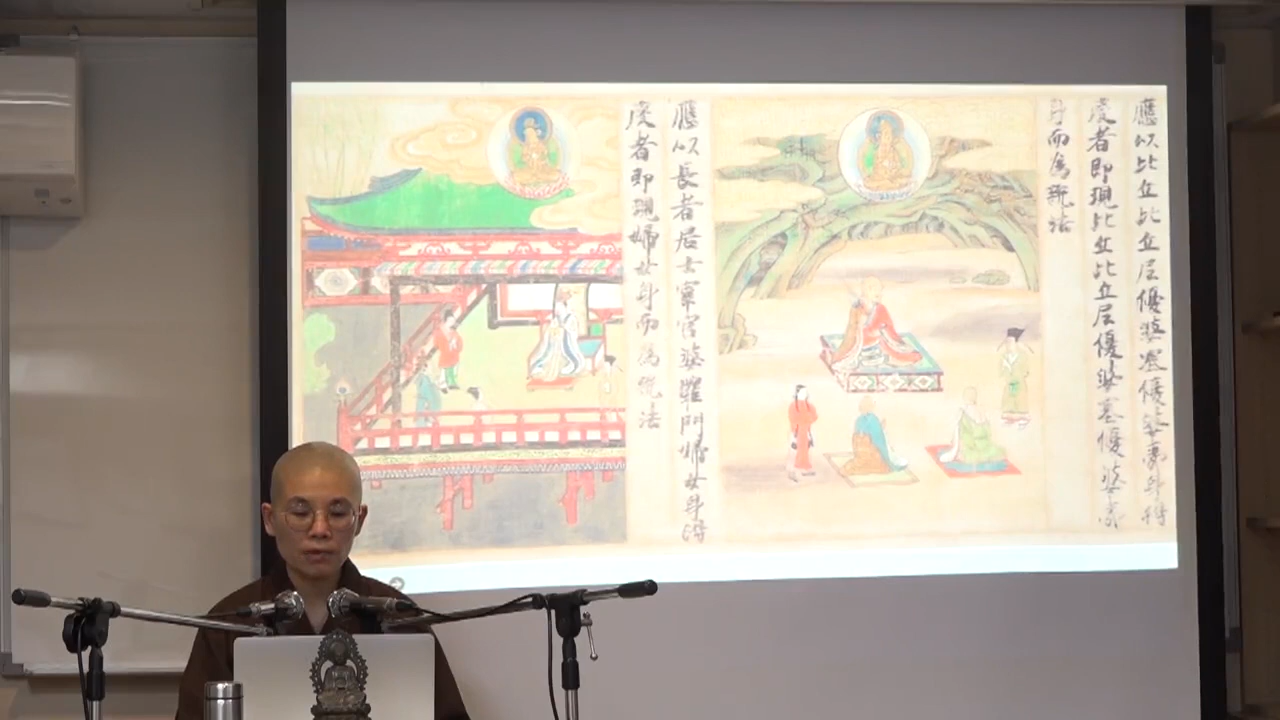 應以比丘比丘尼優婆塞優婆夷身得
度者即現比丘比丘尼優婆塞優婆夷
身而為說法
應以長者居士宰官婆羅門婦女身得
度者即現婦女身而為說法